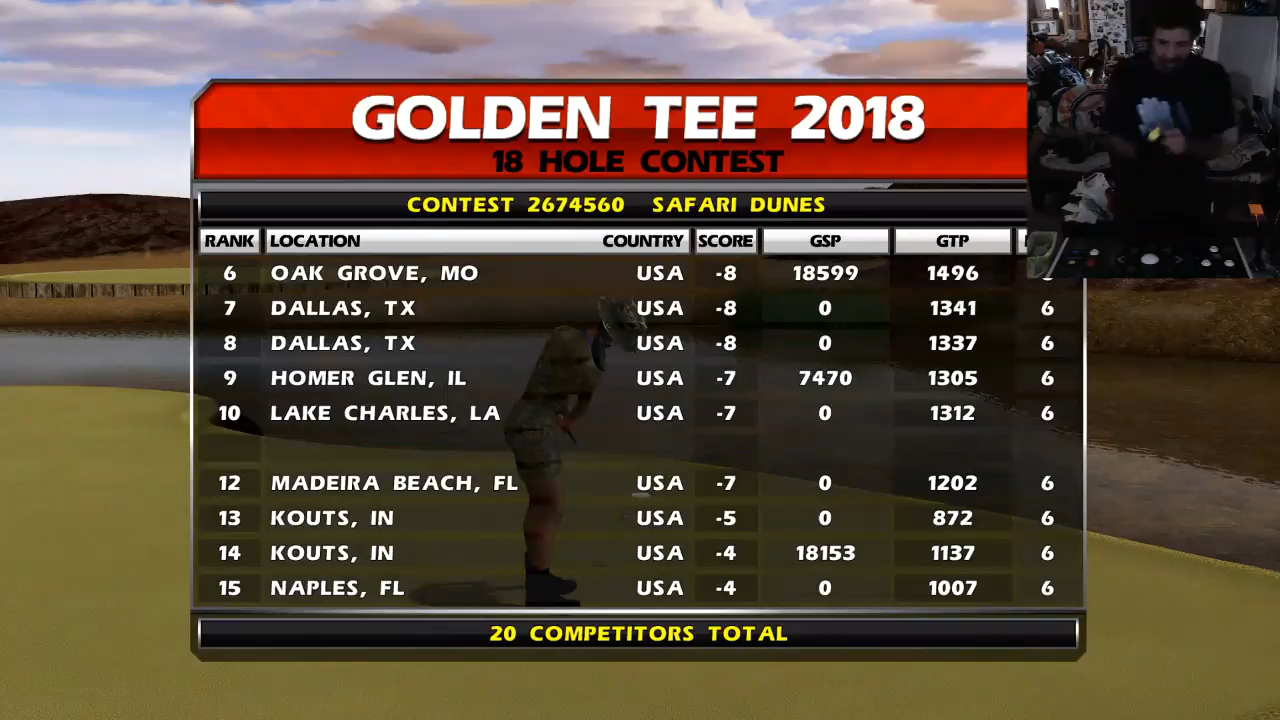 GOLDEN TEE 2018
18 HOLE CONTEST
CONTEST 2674560 SAFARI DUNES
RANK LOCATION COUNTRY SCORE GSP GTP
6 OAK GROVE, MO USA -8 18599 1496
7 DALLAS, TX USA -8 0 1341 6
8 DALLAS, TX USA -8 0 1337 6
9 HOMER GLEN, IL USA -7 7470 1305 6
10 LAKE CHARLES, LA USA -7 0 1312 6
12 MADEIRA BEACH, FL USA -7 0 1202 6
13 KOUTS, IN USA -5 0 872 6
14 KOUTS, IN USA -4 18153 1137 6
15 NAPLES, FL USA -4 0 1007 6
20 COMPETITORS TOTAL